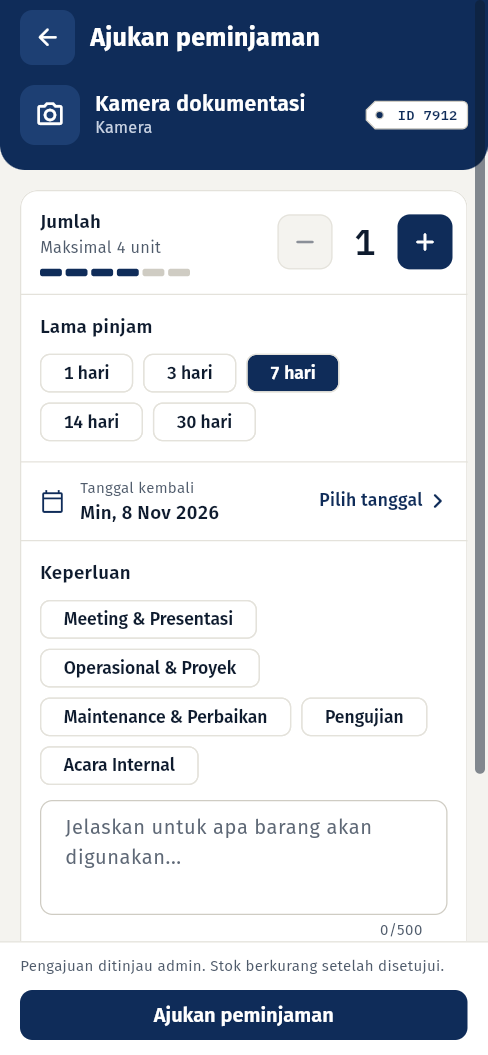 Ajukan peminjaman
Kamera dokumentasi
Kamera
ID 7912
Jumlah
Maksimal 4 unit
1
Lama pinjam
1 hari
3 hari
7 hari
14 hari
30 hari
Tanggal kembali
Min, 8 Nov 2026
Pilih tanggal
Keperluan
Meeting & Presentasi
Operasional & Proyek
Maintenance & Perbaikan
Pengujian
Acara Internal
Jelaskan untuk apa barang akan
digunakan...
0/500
Pengajuan ditinjau admin. Stok berkurang setelah disetujui.
Ajukan peminjaman